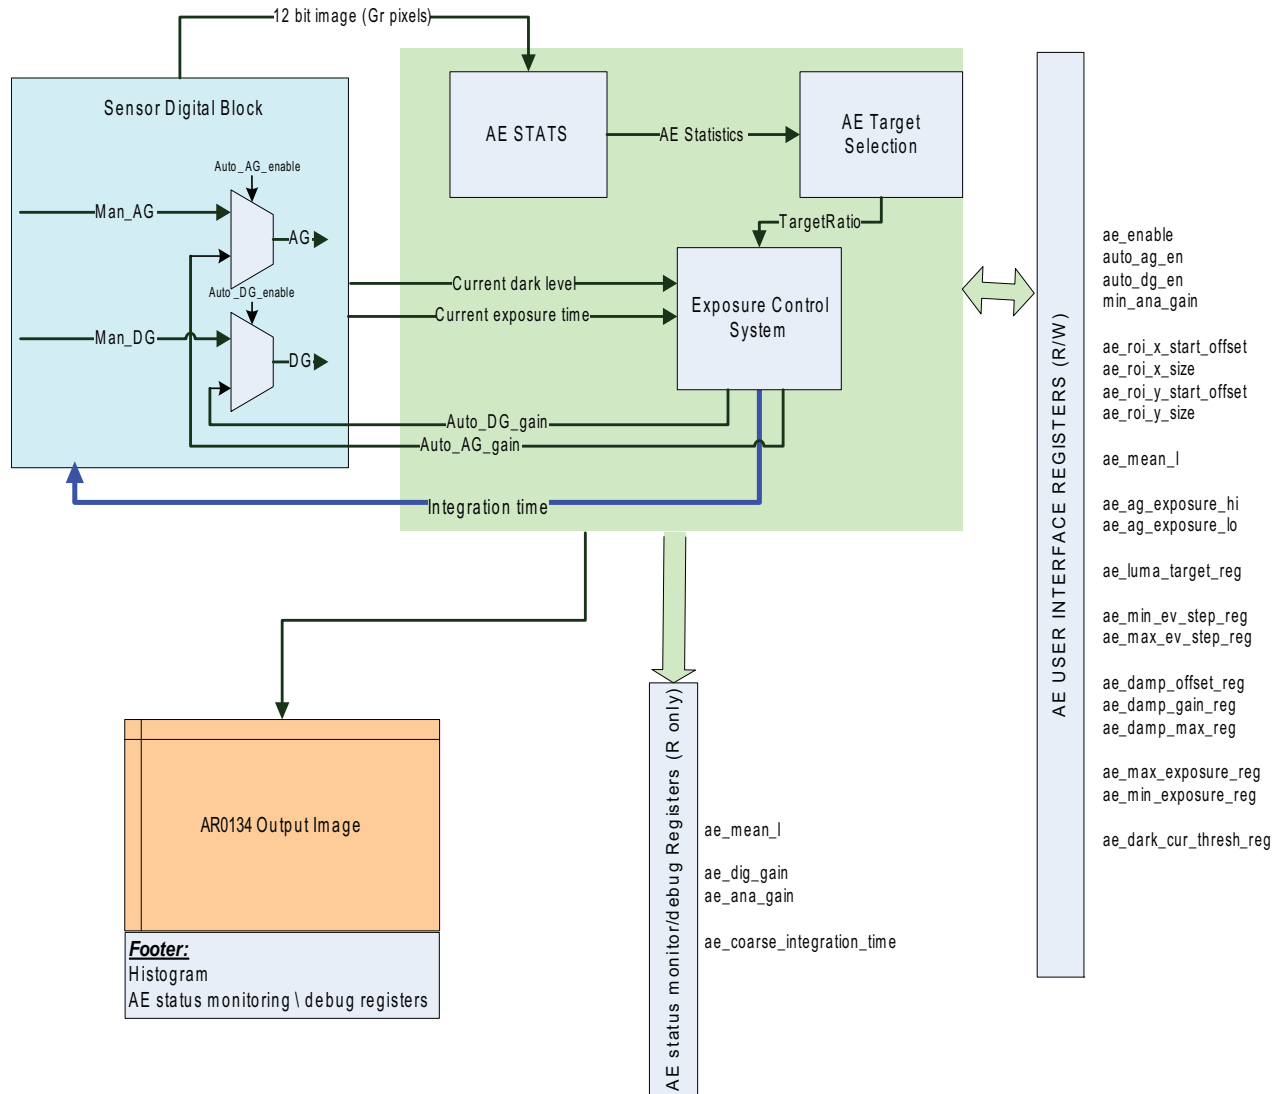 12 bit image (Gr pixels)
Sensor Digital Block
AE STATS
AE Statistics
AE Target
Selection
Auto_AG_enable
Man_AG
AG
TargetRatio
Auto_DG_enable
Man_DG
DG
Current dark level
Current exposure time
Exposure Control
System
Auto_DG_gain
Auto_AG_gain
Integration time
AE USER INTERFACE REGISTERS (R/W)
ae_enable
auto_ag_en
auto_dg_en
min_ana_gain
ae_roi_x_start_offset
ae_roi_x_size
ae_roi_y_start_offset
ae_roi_y_size
ae_mean_l
ae_ag_exposure_hi
ae_ag_exposure_lo
ae_luma_target_reg
ae_min_ev_step_reg
ae_max_ev_step_reg
ae_damp_offset_reg
ae_damp_gain_reg
ae_damp_max_reg
ae_max_exposure_reg
ae_min_exposure_reg
ae_dark_cur_thresh_reg
AR0134 Output Image
Footer:
Histogram
AE status monitoring \ debug registers
AE status monitor/debug Registers (R only)
ae_mean_l
ae_dig_gain
ae_ana_gain
ae_coarse_integration_time